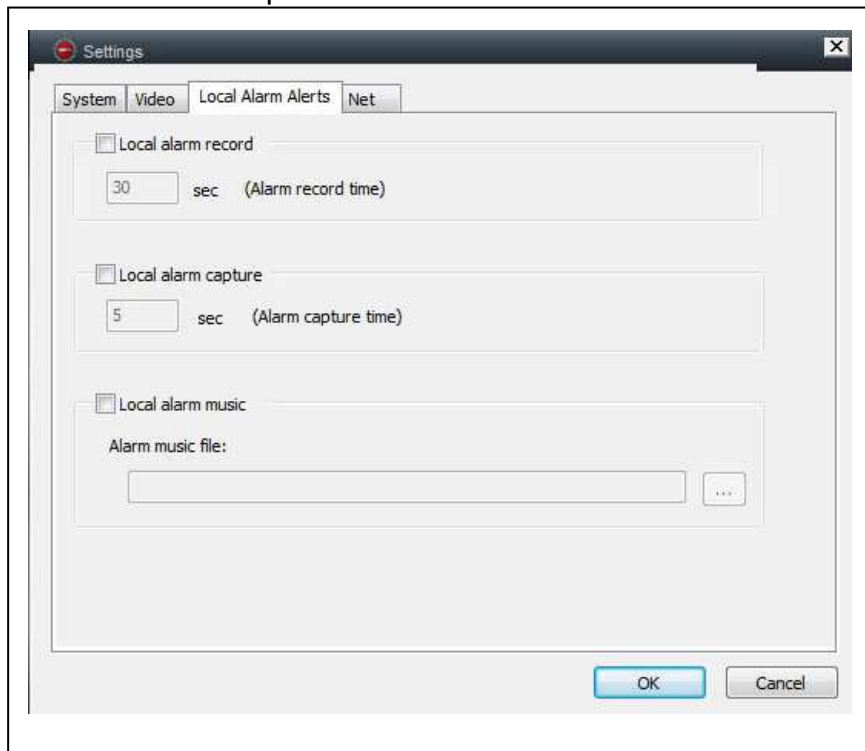 Settings
System Video Local Alarm Alerts Net
Local alarm record
30 sec (Alarm record time)
Local alarm capture
5 sec (Alarm capture time)
Local alarm music
Alarm music file:
...
OK Cancel